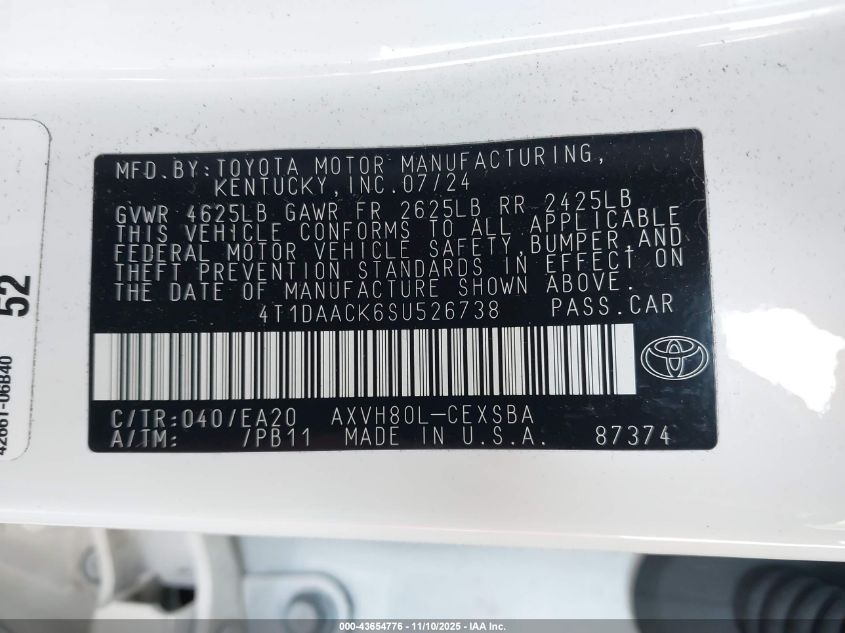 MFD.BY:TOYOTA MOTOR MANUFACTURING,
KENTUCKY, INC.07/24
GVWR 4625LB GAWR FR 2625LB RR 2425LB
THIS VEHICLE CONFORMS TO ALL APPLICABLE
FEDERAL MOTOR VEHICLE SAFETY, BUMPER, AND
THEFT PREVENTION STANDARDS IN EFFECT ON
THE DATE OF MANUFACTURE SHOWN ABOVE.
4T1DAACK6SU526738 PASS.CAR
C/TR:040/EA20 AXVH80L-CEXSBA
A/TM: /PB11 MADE IN U.S.A. 87374
52
42661-06B40
000-43654776 - 11/10/2025 - IAA Inc.